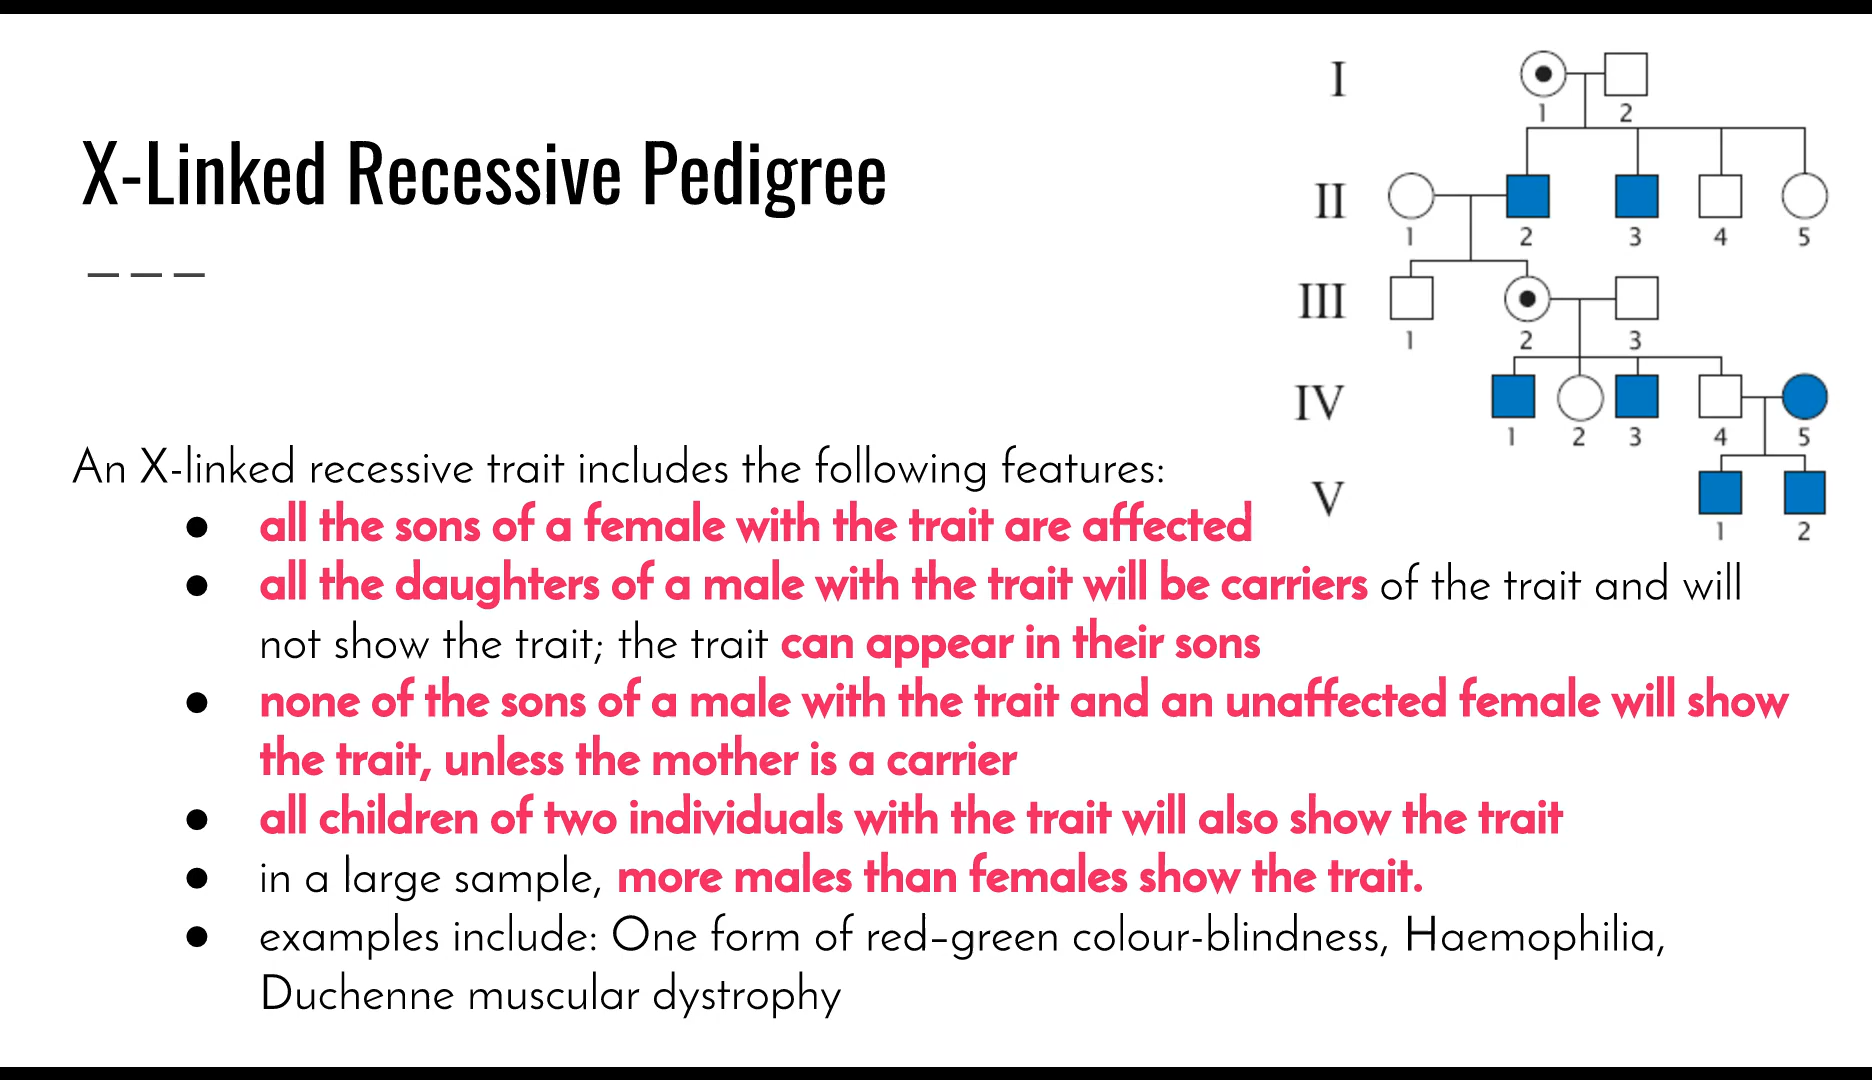 X-Linked Recessive Pedigree
I
1 2
II
1 2 3 4 5
III
1 2 3
IV
1 2 3 4 5
V
1 2
An X-linked recessive trait includes the following features:
● all the sons of a female with the trait are affected
● all the daughters of a male with the trait will be carriers of the trait and will
not show the trait; the trait can appear in their sons
● none of the sons of a male with the trait and an unaffected female will show
the trait, unless the mother is a carrier
● all children of two individuals with the trait will also show the trait
● in a large sample, more males than females show the trait.
● examples include: One form of red-green colour-blindness, Haemophilia,
Duchenne muscular dystrophy